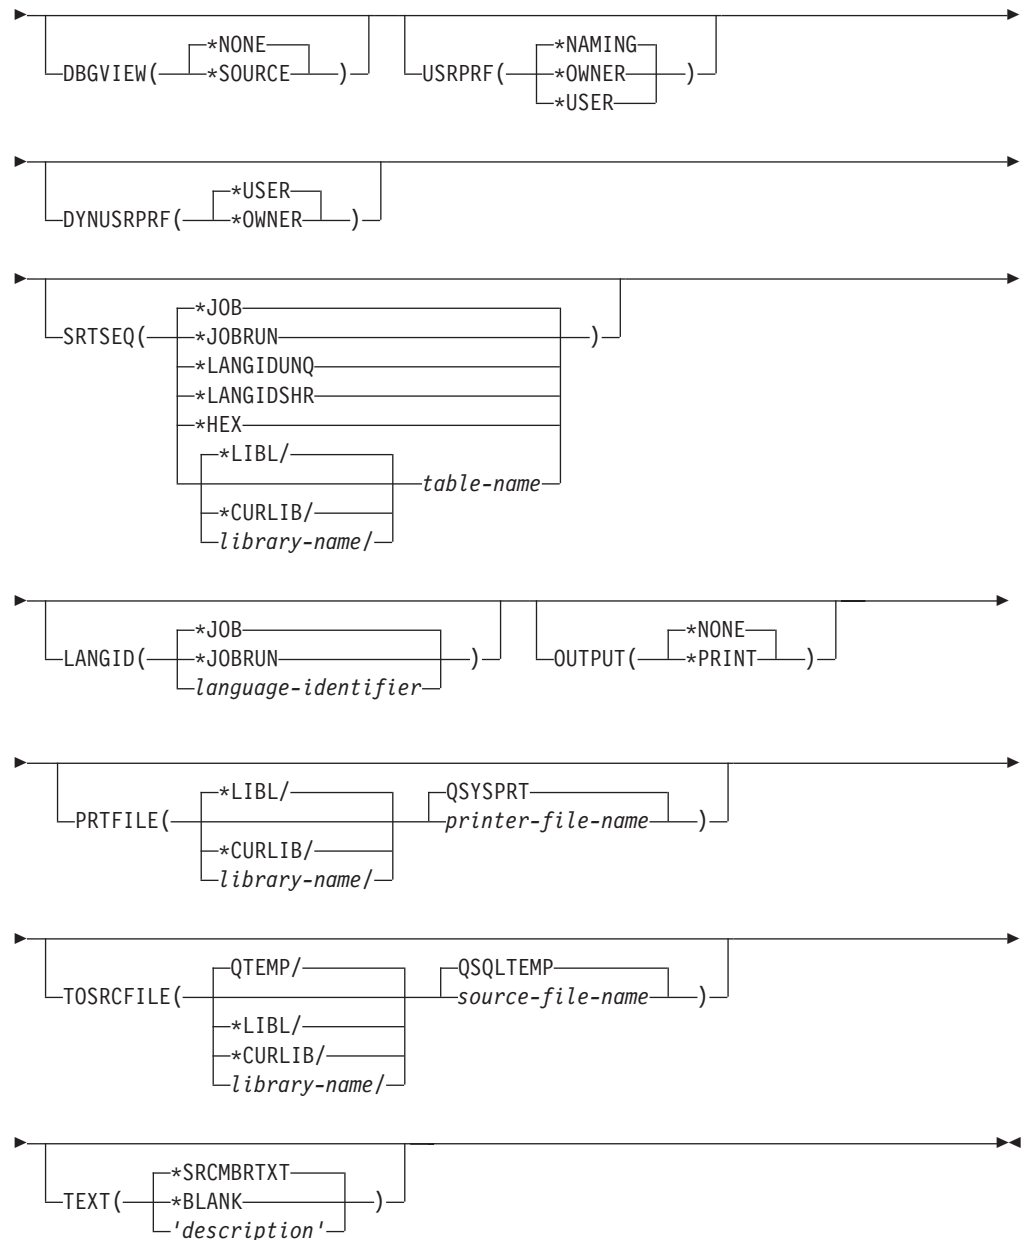 *NONE *NAMING
DBGVIEW( *SOURCE ) USRPRF( *OWNER )
*USER
*USER
DYNUSRPRF( *OWNER )
*JOB
SRTSEQ( *JOBRUN )
*LANGIDUNQ
*LANGIDSHR
*HEX
*LIBL/
table-name
*CURLIB/
library-name/
*JOB *NONE
LANGID( *JOBRUN ) OUTPUT( *PRINT )
language-identifier
*LIBL/ QSYSPRT
PRTFILE( printer-file-name )
*CURLIB/
library-name/
QTEMP/ QSQLTEMP
TOSRCFILE( source-file-name )
*LIBL/
*CURLIB/
library-name/
*SRCMBRTXT
TEXT( *BLANK )
'description'